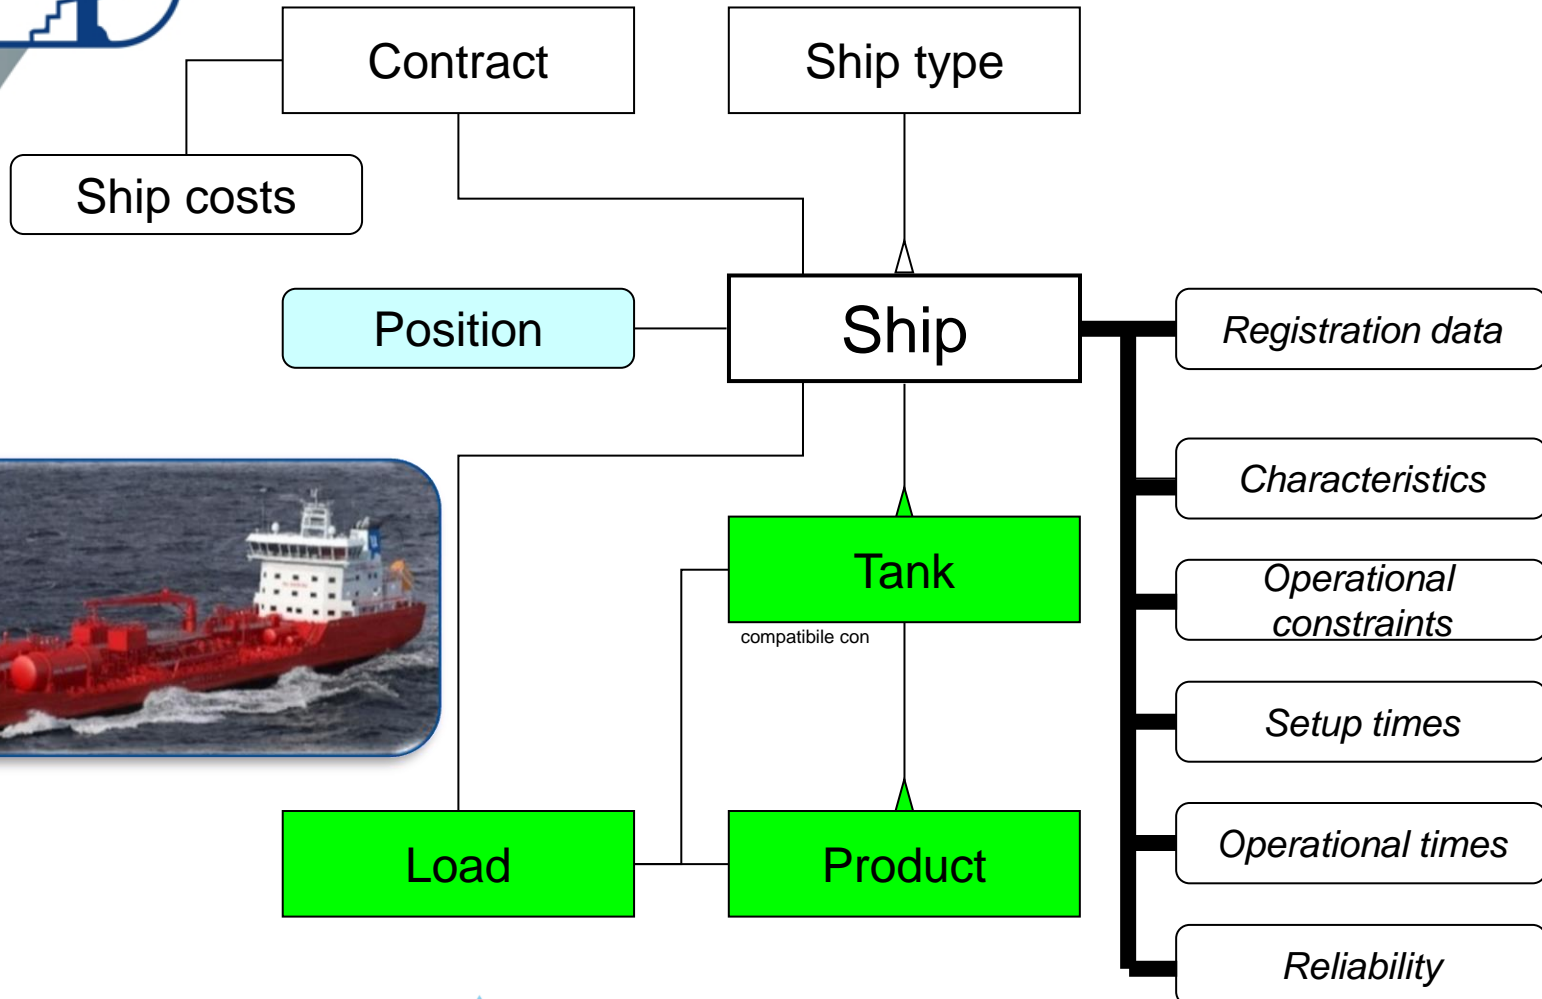 Contract
Ship type
Ship costs
Position
Ship
Registration data
Characteristics
Tank
Operational
constraints
compatibile con
Setup times
Load
Product
Operational times
Reliability